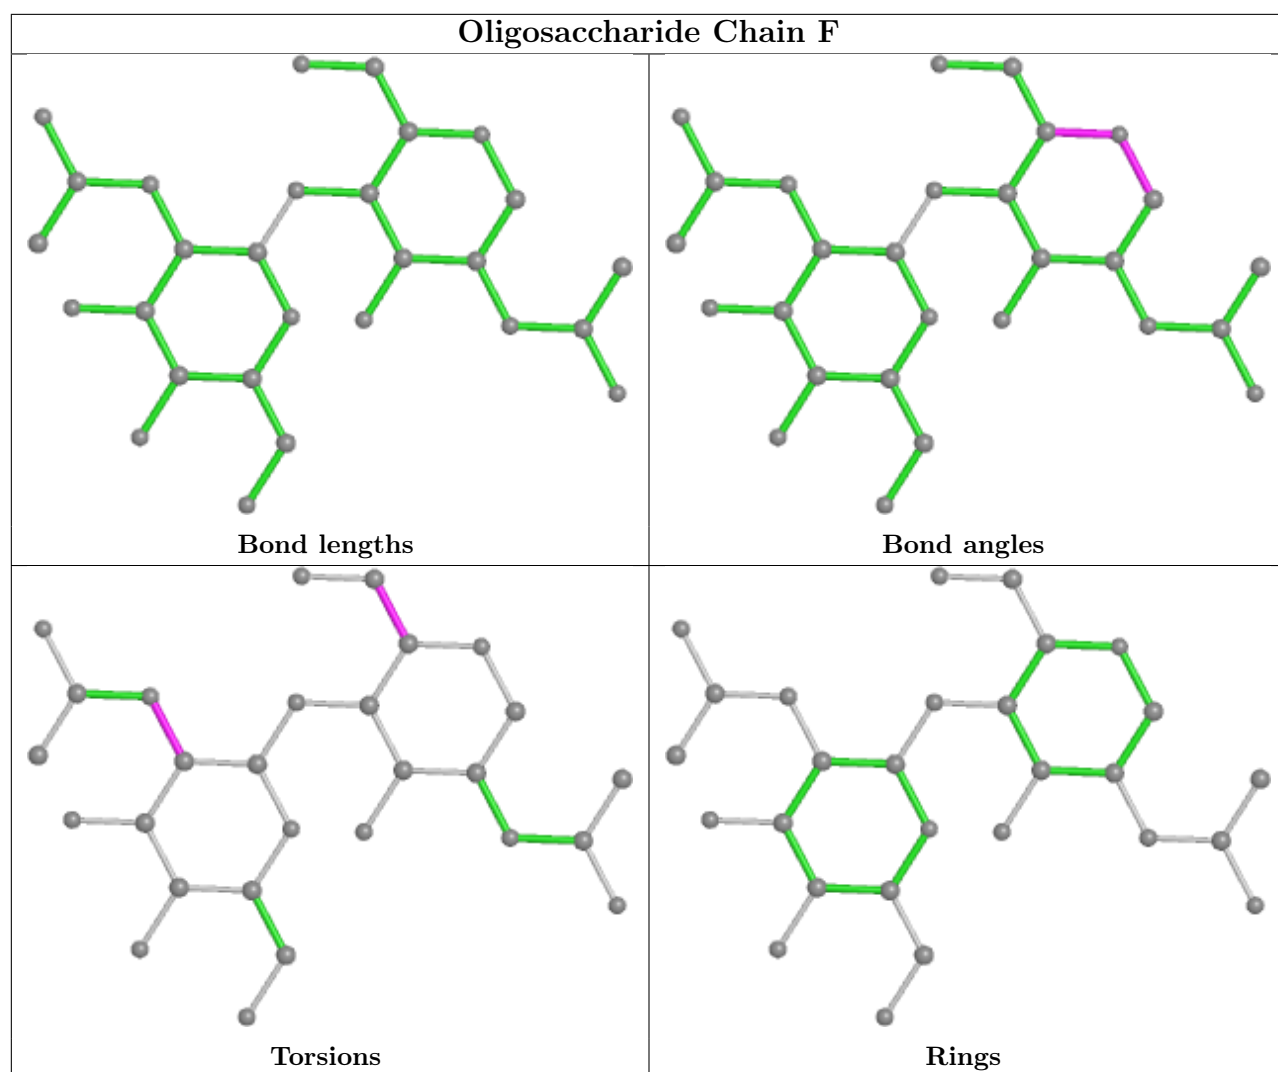 Oligosaccharide Chain F
Bond lengths
Bond angles
Torsions
Rings